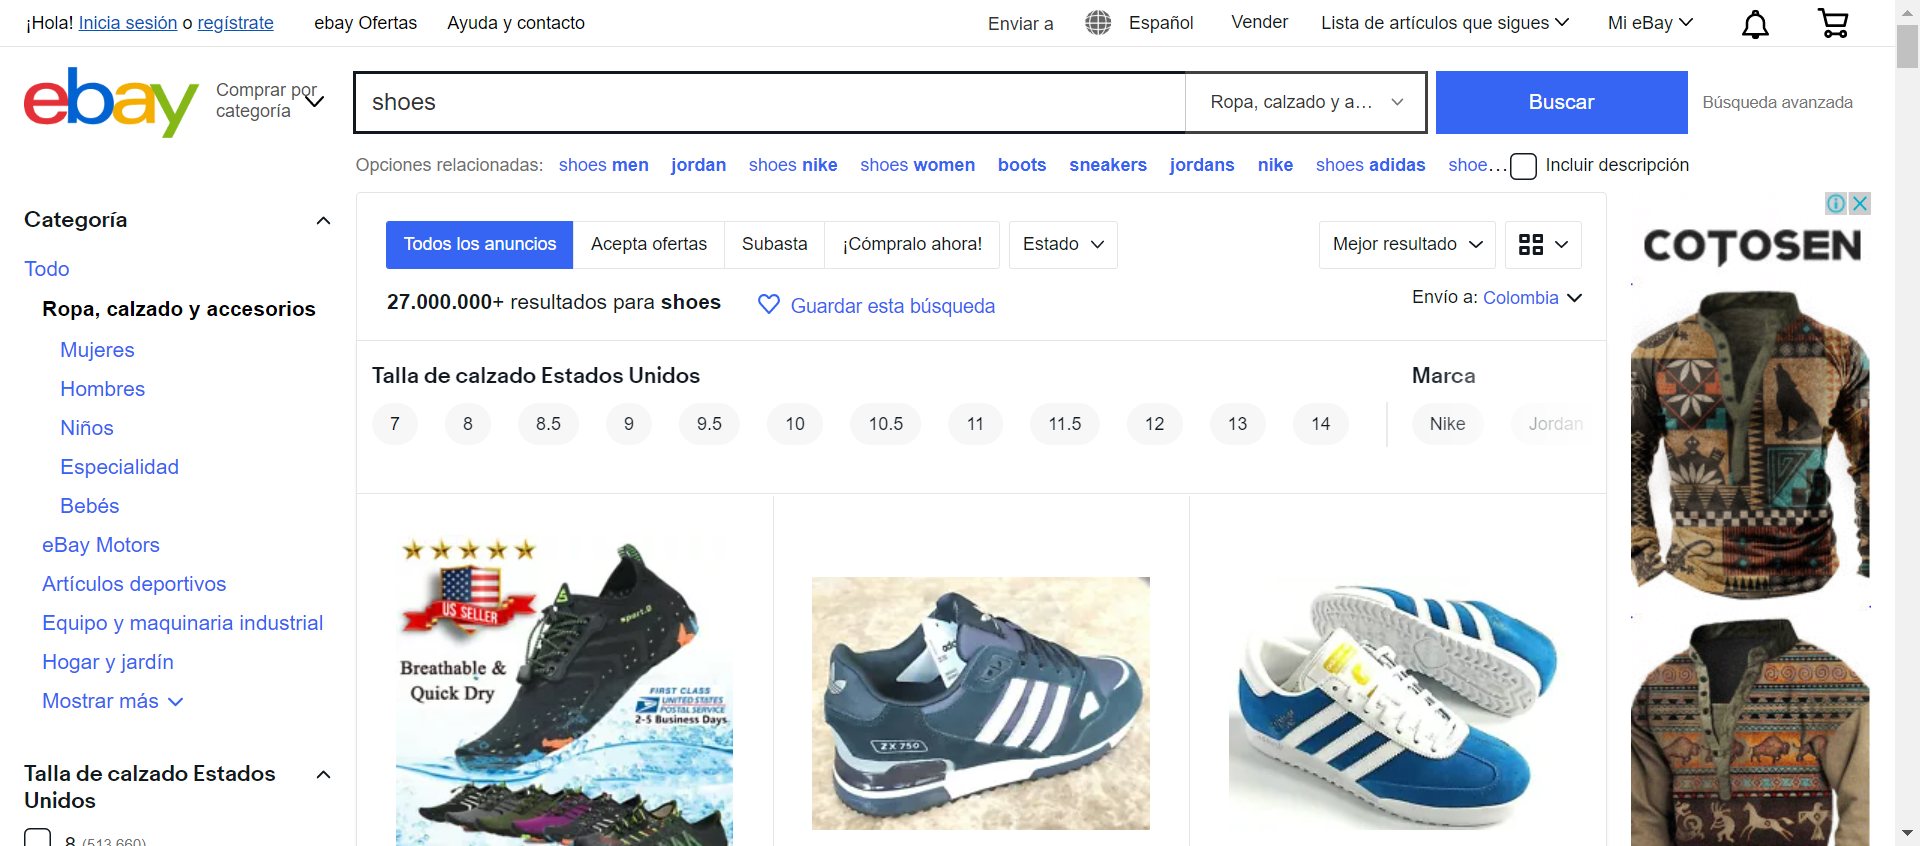 ¡Hola! Inicia sesión o regístrate ebay Ofertas Ayuda y contacto Enviar a Español Vender Lista de artículos que sigues Mi eBay
ebay
Comprar por
categoría
shoes
Ropa, calzado y a...
Buscar
Búsqueda avanzada
Opciones relacionadas: shoes men jordan shoes nike shoes women boots sneakers jordans nike shoes adidas shoe... Incluir descripción
Categoría
Todo
Ropa, calzado y accesorios
Mujeres
Hombres
Niños
Especialidad
Bebés
eBay Motors
Artículos deportivos
Equipo y maquinaria industrial
Hogar y jardín
Mostrar más
Talla de calzado Estados
Unidos
8 (513,660)
Todos los anuncios Acepta ofertas Subasta ¡Cómpralo ahora! Estado Mejor resultado
27.000.000+ resultados para shoes Guardar esta búsqueda Envío a: Colombia
Talla de calzado Estados Unidos Marca
7 8 8.5 9 9.5 10 10.5 11 11.5 12 13 14 Nike Jordan
US SELLER
sport.D
Breathable &
Quick Dry
FIRST CLASS
UNITED STATES
POSTAL SERVICE
2-5 Business Days
ZX 750
COTOSEN